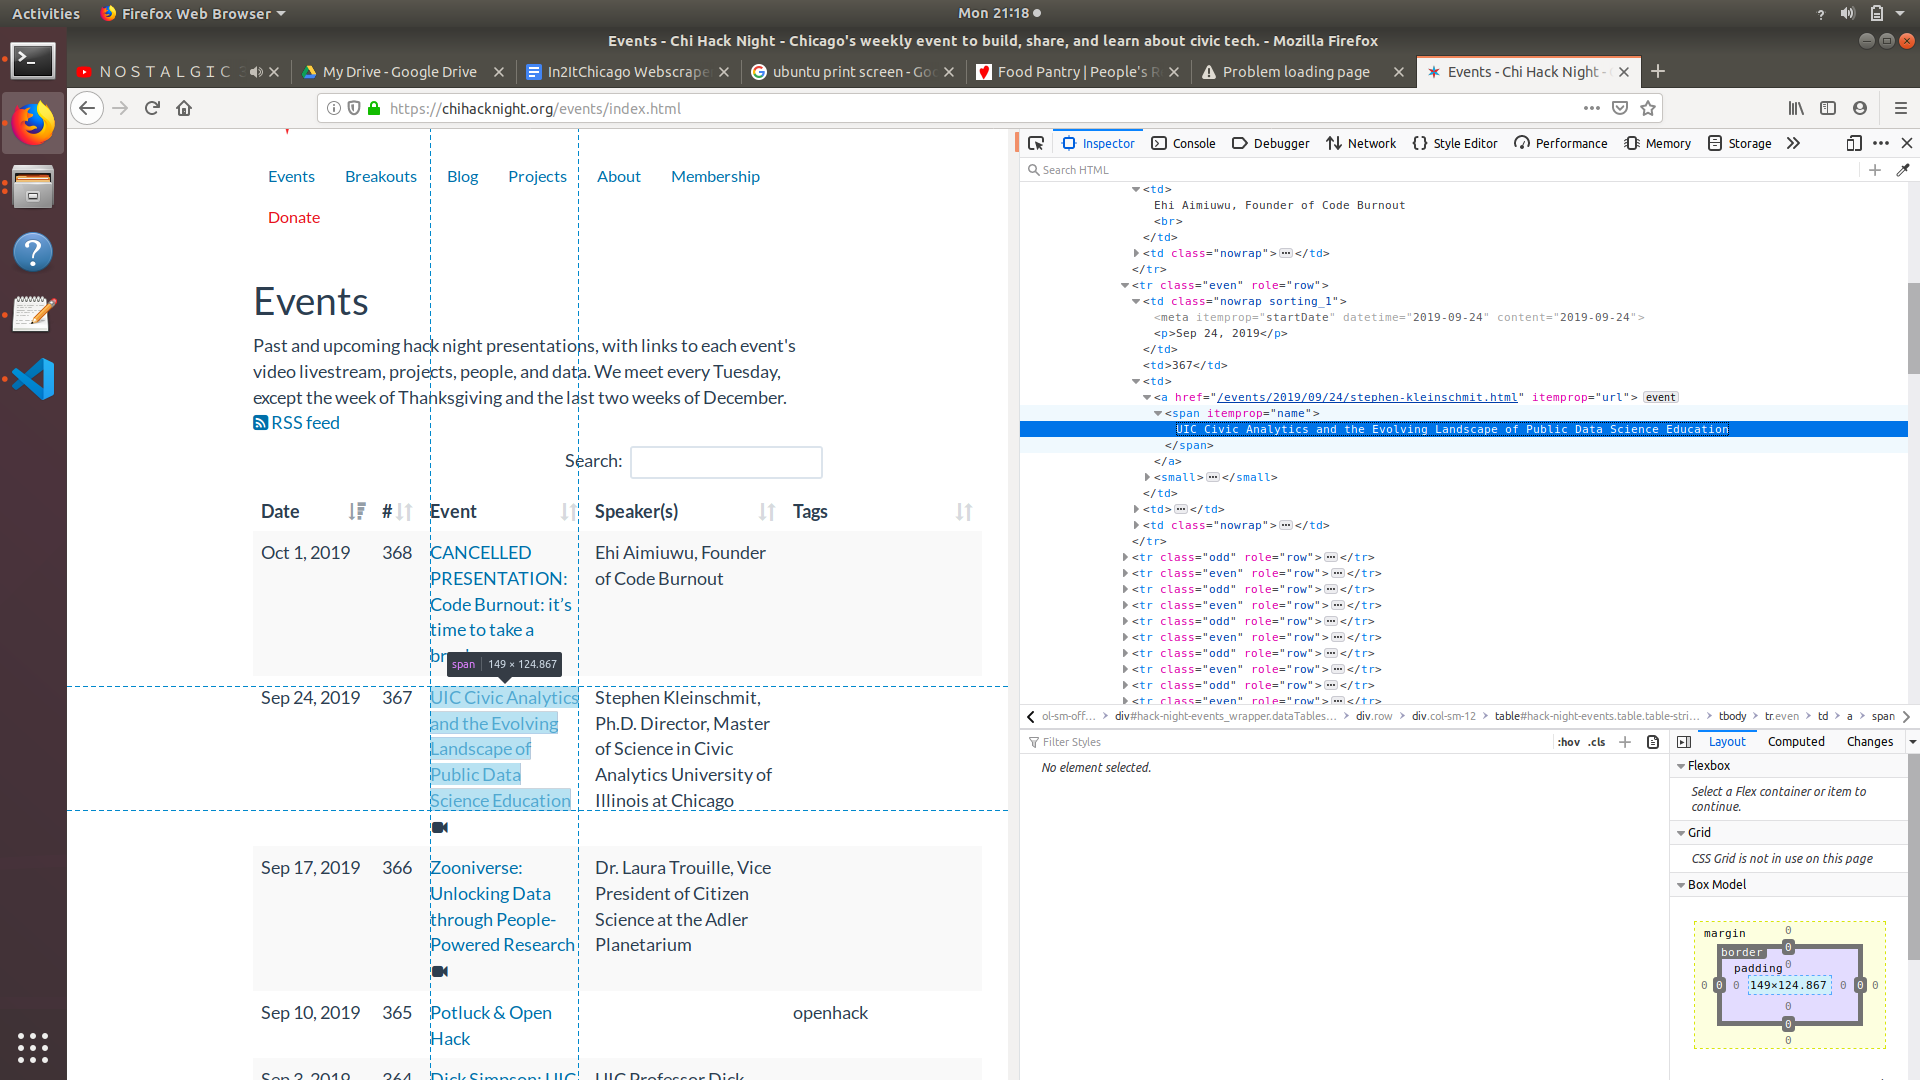 Activities
Firefox Web Browser
Mon 21:18
Events - Chi Hack Night - Chicago's weekly event to build, share, and learn about civic tech. - Mozilla Firefox
N O S T A L G I C
My Drive - Google Drive
In2ItChicago Webscrape
ubuntu print screen - Goo
Food Pantry | People's R
Problem loading page
Events - Chi Hack Night -
https://chihacknight.org/events/index.html
Events Breakouts Blog Projects About Membership
Donate
Events
Past and upcoming hack night presentations, with links to each event's
video livestream, projects, people, and data. We meet every Tuesday,
except the week of Thanksgiving and the last two weeks of December.
RSS feed
Search:
Date # Event Speaker(s) Tags
Oct 1, 2019 368 CANCELLED Ehi Aimiuwu, Founder
PRESENTATION: of Code Burnout
Code Burnout: it’s
time to take a
span 149 × 124.867
Sep 24, 2019 367 UIC Civic Analytics Stephen Kleinschmit,
and the Evolving Ph.D. Director, Master
Landscape of of Science in Civic
Public Data Analytics University of
Science Education Illinois at Chicago
Sep 17, 2019 366 Zooniverse: Dr. Laura Trouille, Vice
Unlocking Data President of Citizen
through People- Science at the Adler
Powered Research Planetarium
Sep 10, 2019 365 Potluck & Open openhack
Hack
Sep 3, 2019 364 Dick Simpson: UIC UIC Professor Dick
Inspector Console Debugger Network Style Editor Performance Memory Storage
Search HTML
<td>
Ehi Aimiuwu, Founder of Code Burnout
<br>
</td>
<td class="nowrap"></td>
</tr>
<tr class="even" role="row">
<td class="nowrap sorting_1">
<meta itemprop="startDate" datetime="2019-09-24" content="2019-09-24">
<p>Sep 24, 2019</p>
</td>
<td>367</td>
<td>
<a href="/events/2019/09/24/stephen-kleinschmit.html" itemprop="url"> event
<span itemprop="name">
UIC Civic Analytics and the Evolving Landscape of Public Data Science Education
</span>
</a>
<small></small>
</td>
<td></td>
<td class="nowrap"></td>
</tr>
<tr class="odd" role="row"></tr>
<tr class="even" role="row"></tr>
<tr class="odd" role="row"></tr>
<tr class="even" role="row"></tr>
<tr class="odd" role="row"></tr>
<tr class="even" role="row"></tr>
<tr class="odd" role="row"></tr>
<tr class="even" role="row"></tr>
<tr class="odd" role="row"></tr>
<tr class="even" role="row"></tr>
ol-sm-off… div#hack-night-events_wrapper.dataTables… div.row div.col-sm-12 table#hack-night-events.table.table-stri… tbody tr.even td a span
Filter Styles :hov .cls
No element selected.
Layout Computed Changes
Flexbox
Select a Flex container or item to
continue.
Grid
CSS Grid is not in use on this page
Box Model
margin 0
border 0
padding 0
0 0 0 149×124.867 0 0 0
0
0
0